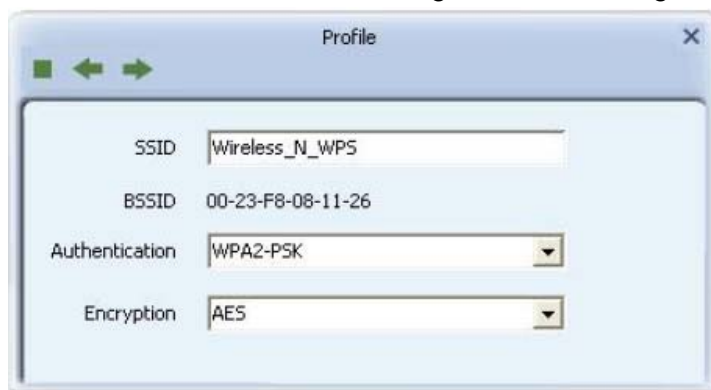 Profile
SSID Wireless_N_WPS
BSSID 00-23-F8-08-11-26
Authentication WPA2-PSK
Encryption AES